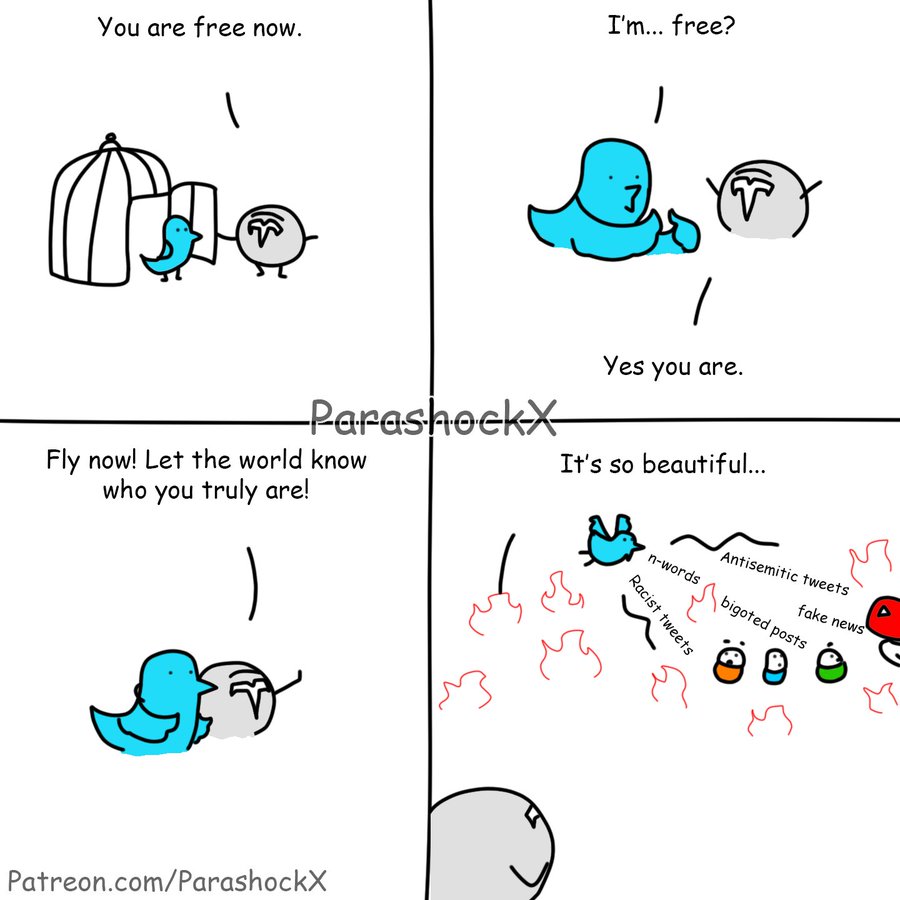 You are free now.
I'm... free?
Yes you are.
ParashockX
Fly now! Let the world know
who you truly are!
It's so beautiful...
n-words
Antisemitic tweets
Racist tweets
bigoted posts
fake news
Patreon.com/ParashockX